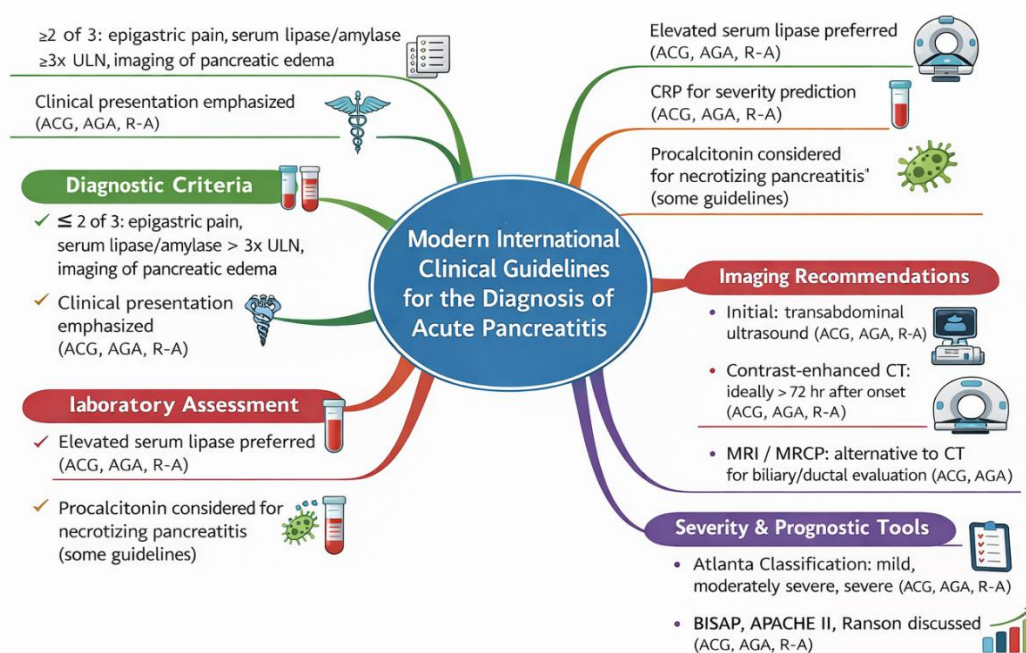 ≥2 of 3: epigastric pain, serum lipase/amylase
≥3x ULN, imaging of pancreatic edema
Clinical presentation emphasized
(ACG, AGA, R-A)
Diagnostic Criteria
✓ ≦ 2 of 3: epigastric pain,
serum lipase/amylase > 3x ULN,
imaging of pancreatic edema
✓ Clinical presentation
emphasized
(ACG, AGA, R-A)
laboratory Assessment
✓ Elevated serum lipase preferred
(ACG, AGA, R-A)
✓ Procalcitonin considered for
necrotizing pancreatitis
(some guidelines)
Modern International
Clinical Guidelines
for the Diagnosis of
Acute Pancreatitis
Elevated serum lipase preferred
(ACG, AGA, R-A)
CRP for severity prediction
(ACG, AGA, R-A)
Procalcitonin considered
for necrotizing pancreatitis'
(some guidelines)
Imaging Recommendations
• Initial: transabdominal
ultrasound (ACG, AGA, R-A)
• Contrast-enhanced CT:
ideally > 72 hr after onset
(ACG, AGA, R-A)
• MRI / MRCP: alternative to CT
for biliary/ductal evaluation (ACG, AGA)
Severity & Prognostic Tools
• Atlanta Classification: mild,
moderately severe, severe (ACG, AGA, R-A)
• BISAP, APACHE II, Ranson discussed
(ACG, AGA, R-A)